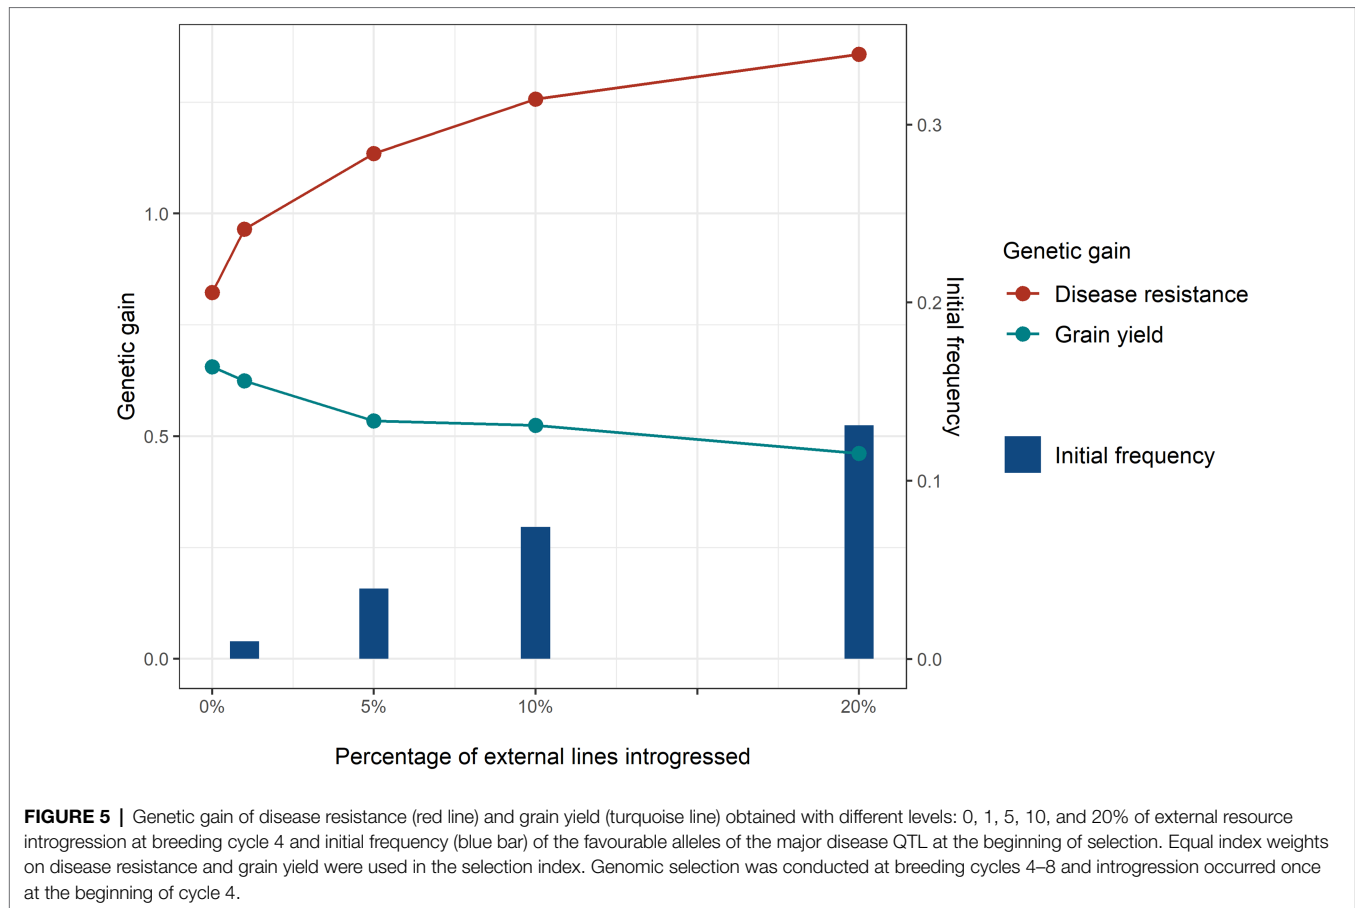 Genetic gain
1.0
0.5
0.0
0.3
0.2
0.1
0.0
Initial frequency
0%
5%
10%
20%
Percentage of external lines introgressed
Genetic gain
Disease resistance
Grain yield
Initial frequency
FIGURE 5 | Genetic gain of disease resistance (red line) and grain yield (turquoise line) obtained with different levels: 0, 1, 5, 10, and 20% of external resource
introgression at breeding cycle 4 and initial frequency (blue bar) of the favourable alleles of the major disease QTL at the beginning of selection. Equal index weights
on disease resistance and grain yield were used in the selection index. Genomic selection was conducted at breeding cycles 4–8 and introgression occurred once
at the beginning of cycle 4.